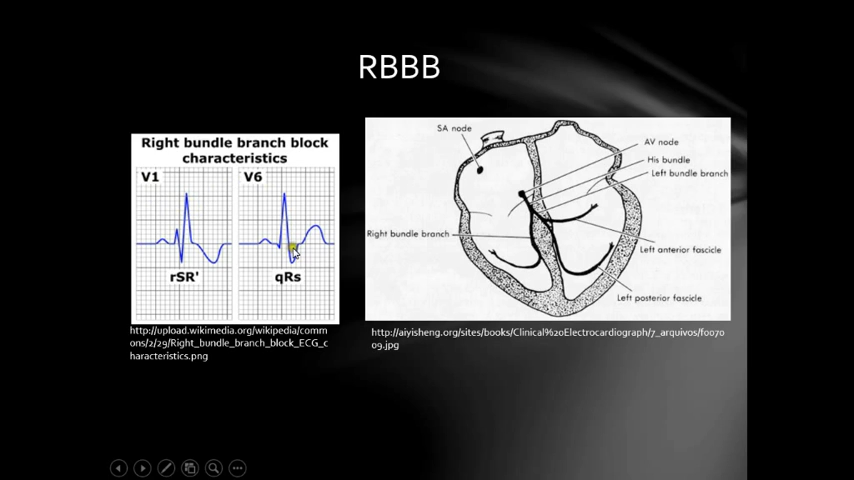 RBBB
Right bundle branch block
characteristics
V1
V6
rSR'
qRs
http://upload.wikimedia.org/wikipedia/comm
ons/2/29/Right_bundle_branch_block_ECG_c
haracteristics.png
SA node
AV node
His bundle
Left bundle branch
Right bundle branch
Left anterior fascicle
Left posterior fascicle
http://aiyisheng.org/sites/books/Clinical%20Electrocardiograph/7_arquivos/f0070
09.jpg